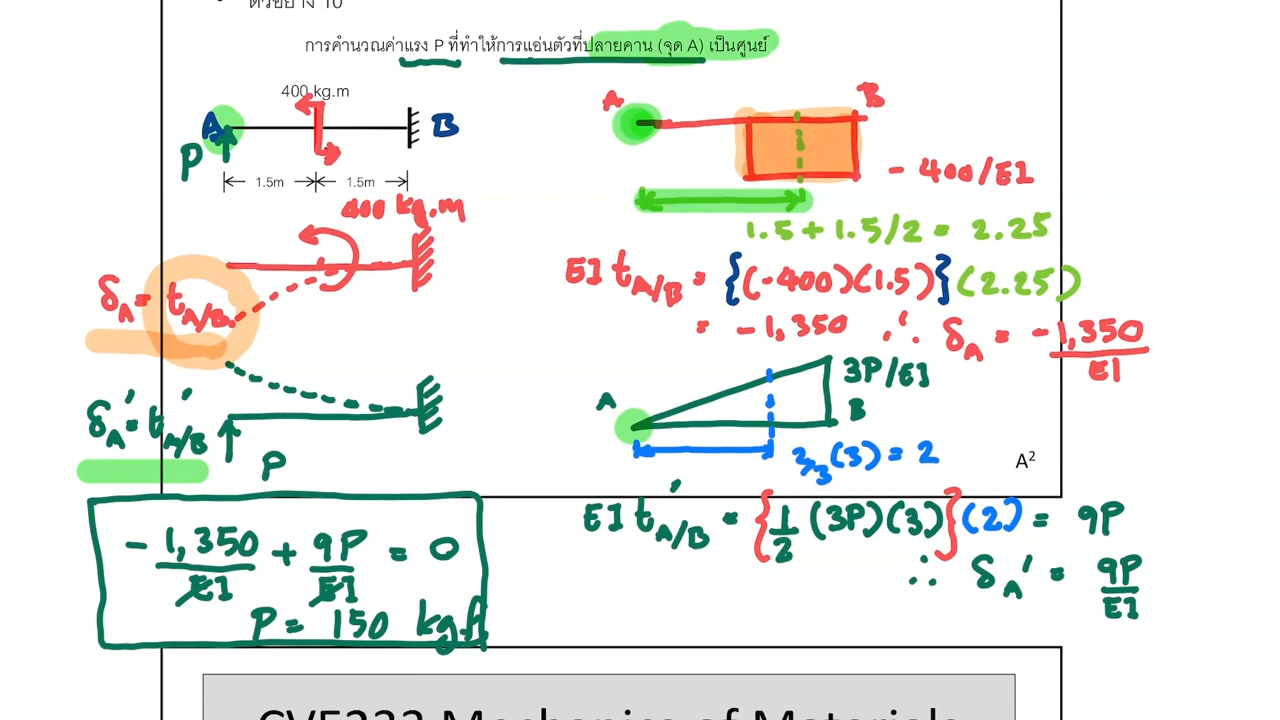 ตัวอย่าง 10
การคำนวณค่าแรง P ที่ทำให้การแอ่นตัวที่ปลายคาน (จุด A) เป็นศูนย์
400 kg.m
A
B
P
1.5m
1.5m
400 kg.m
δA = tA/B
δA' = t'A/B
P
-1,350/EI + 9P/EI = 0
P = 150 kgf
A
B
- 400/EI
1.5 + 1.5/2 = 2.25
EI tA/B = {(-400)(1.5)}(2.25)
= -1,350 ∴ δA = -1,350/EI
3P/EI
A
B
2/3(3) = 2
A²
EI t'A/B = {1/2 (3P)(3)}(2) = 9P
∴ δA' = 9P/EI
CVE233 Mechanics of Materials